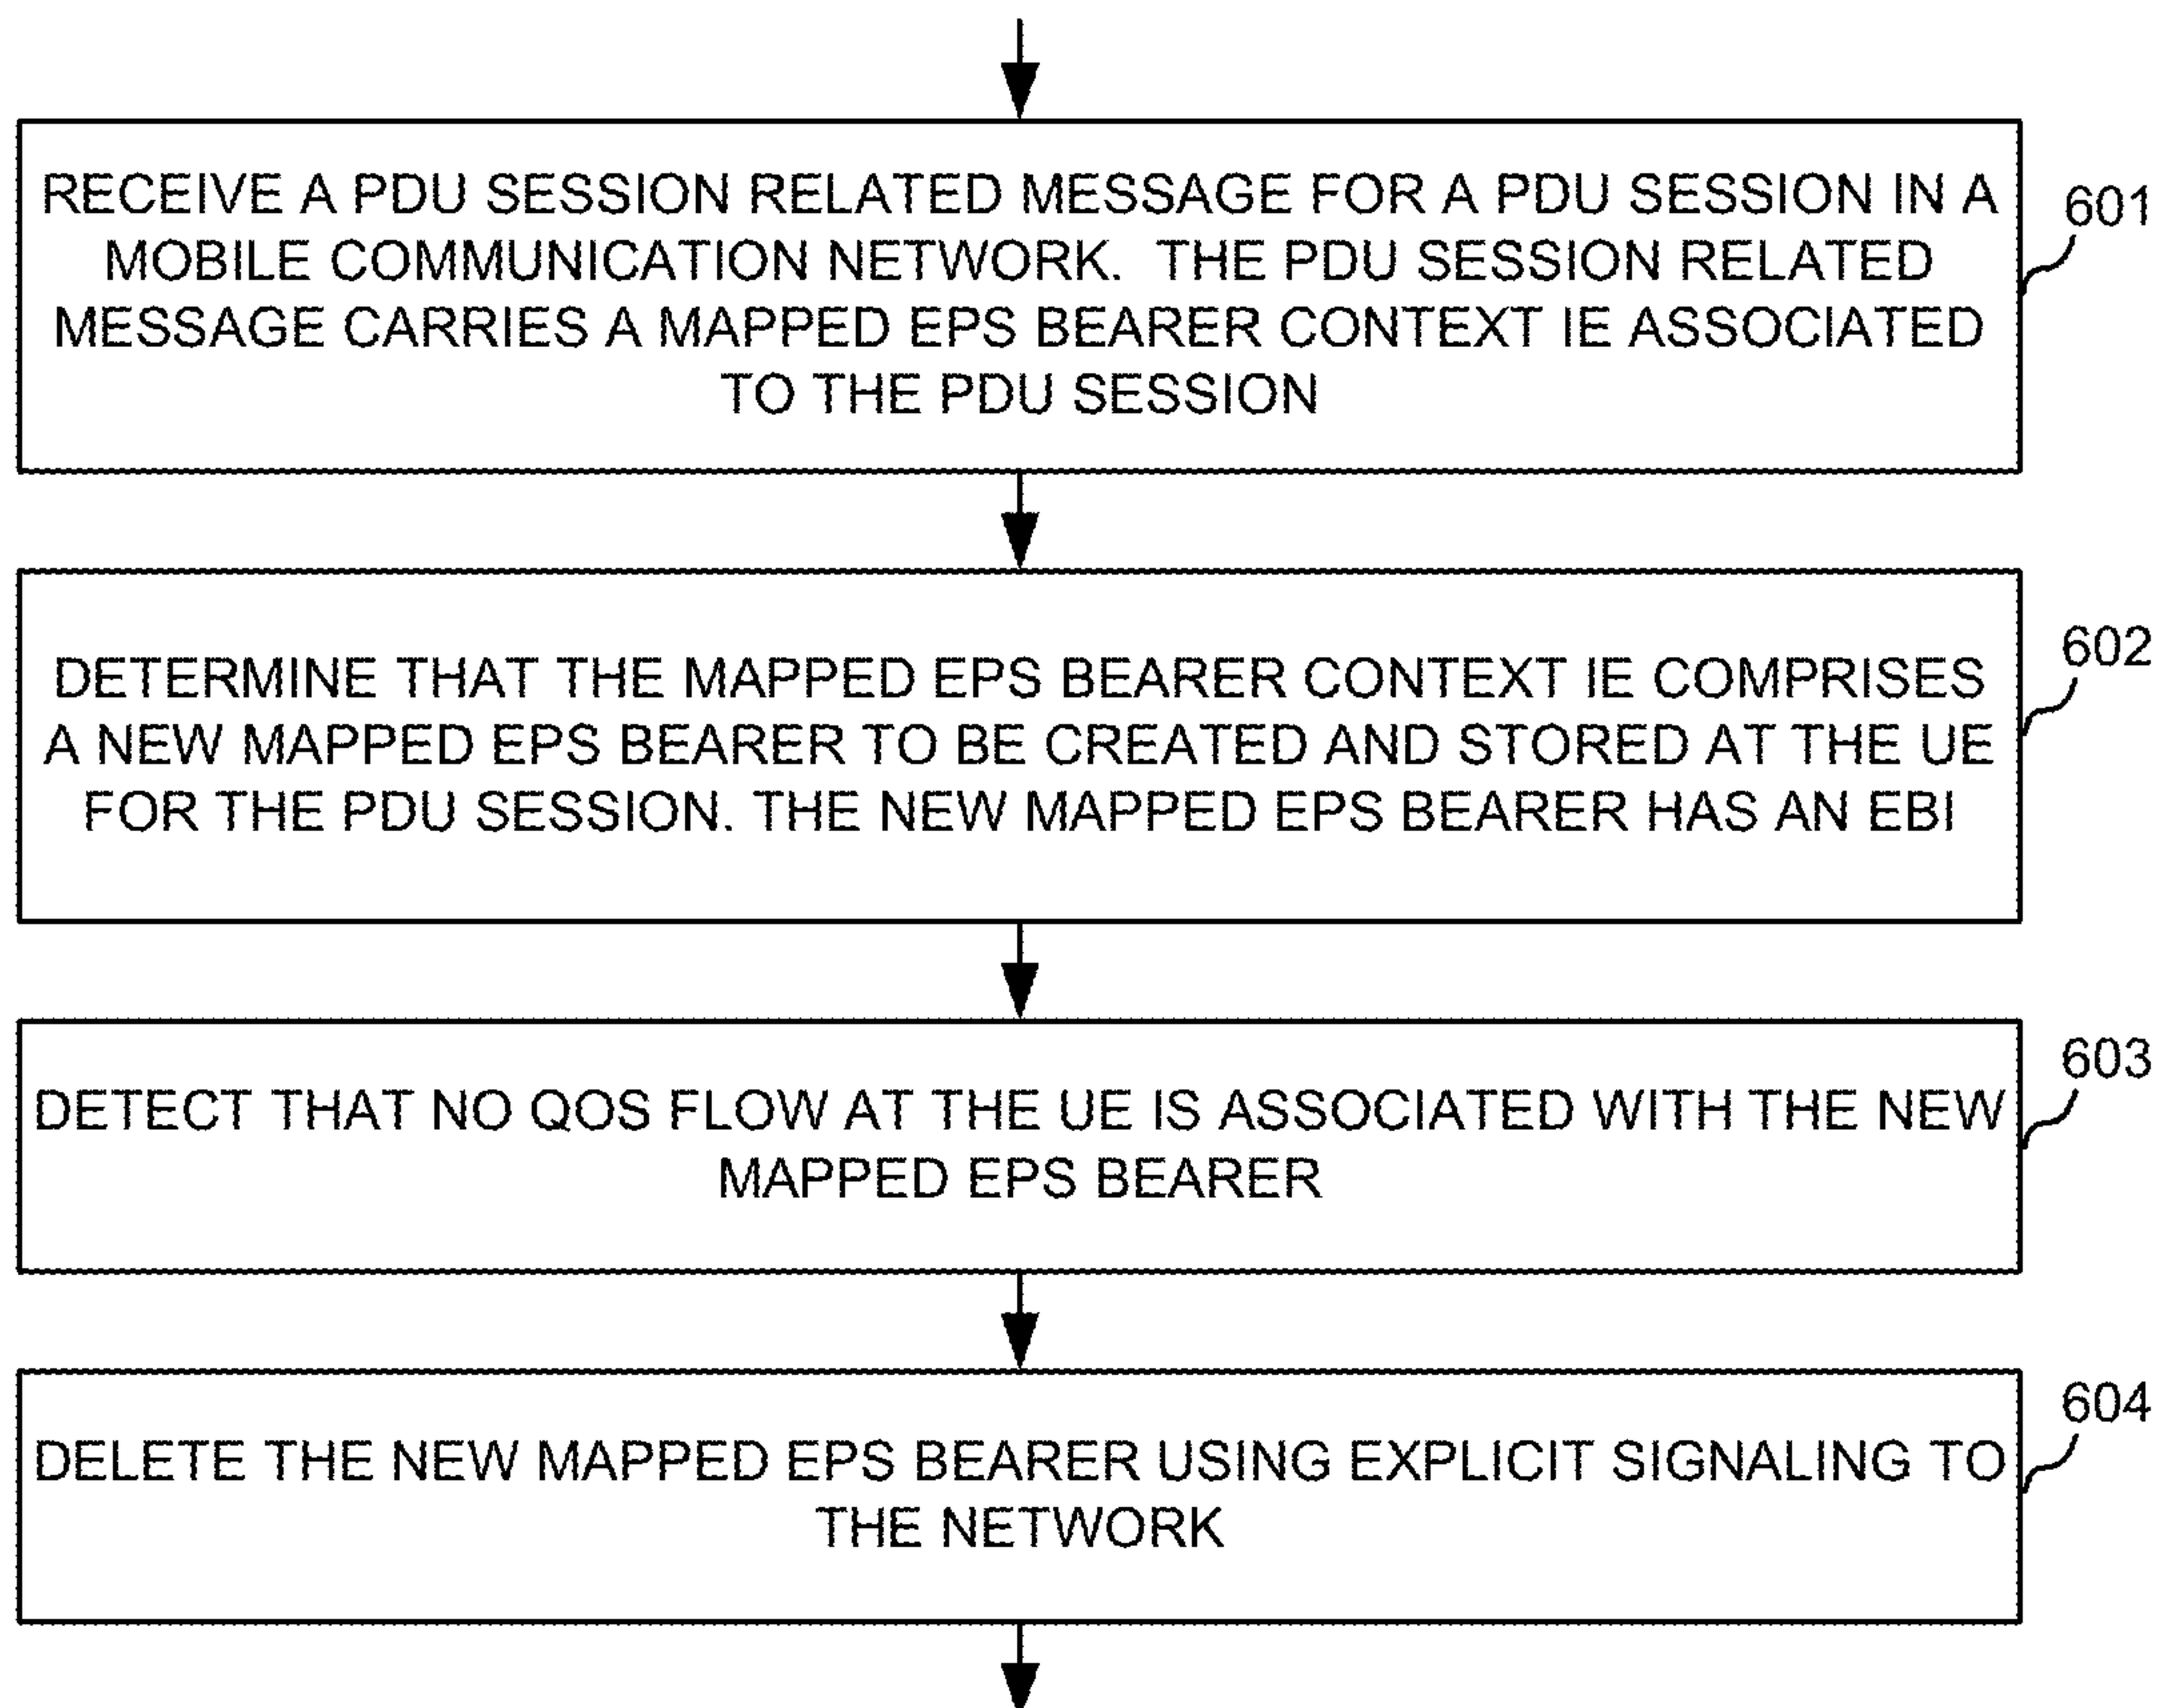 RECEIVE A PDU SESSION RELATED MESSAGE FOR A PDU SESSION IN A
MOBILE COMMUNICATION NETWORK. THE PDU SESSION RELATED
MESSAGE CARRIES A MAPPED EPS BEARER CONTEXT IE ASSOCIATED
TO THE PDU SESSION
601
DETERMINE THAT THE MAPPED EPS BEARER CONTEXT IE COMPRISES
A NEW MAPPED EPS BEARER TO BE CREATED AND STORED AT THE UE
FOR THE PDU SESSION. THE NEW MAPPED EPS BEARER HAS AN EBI
602
DETECT THAT NO QOS FLOW AT THE UE IS ASSOCIATED WITH THE NEW
MAPPED EPS BEARER
603
DELETE THE NEW MAPPED EPS BEARER USING EXPLICIT SIGNALING TO
THE NETWORK
604